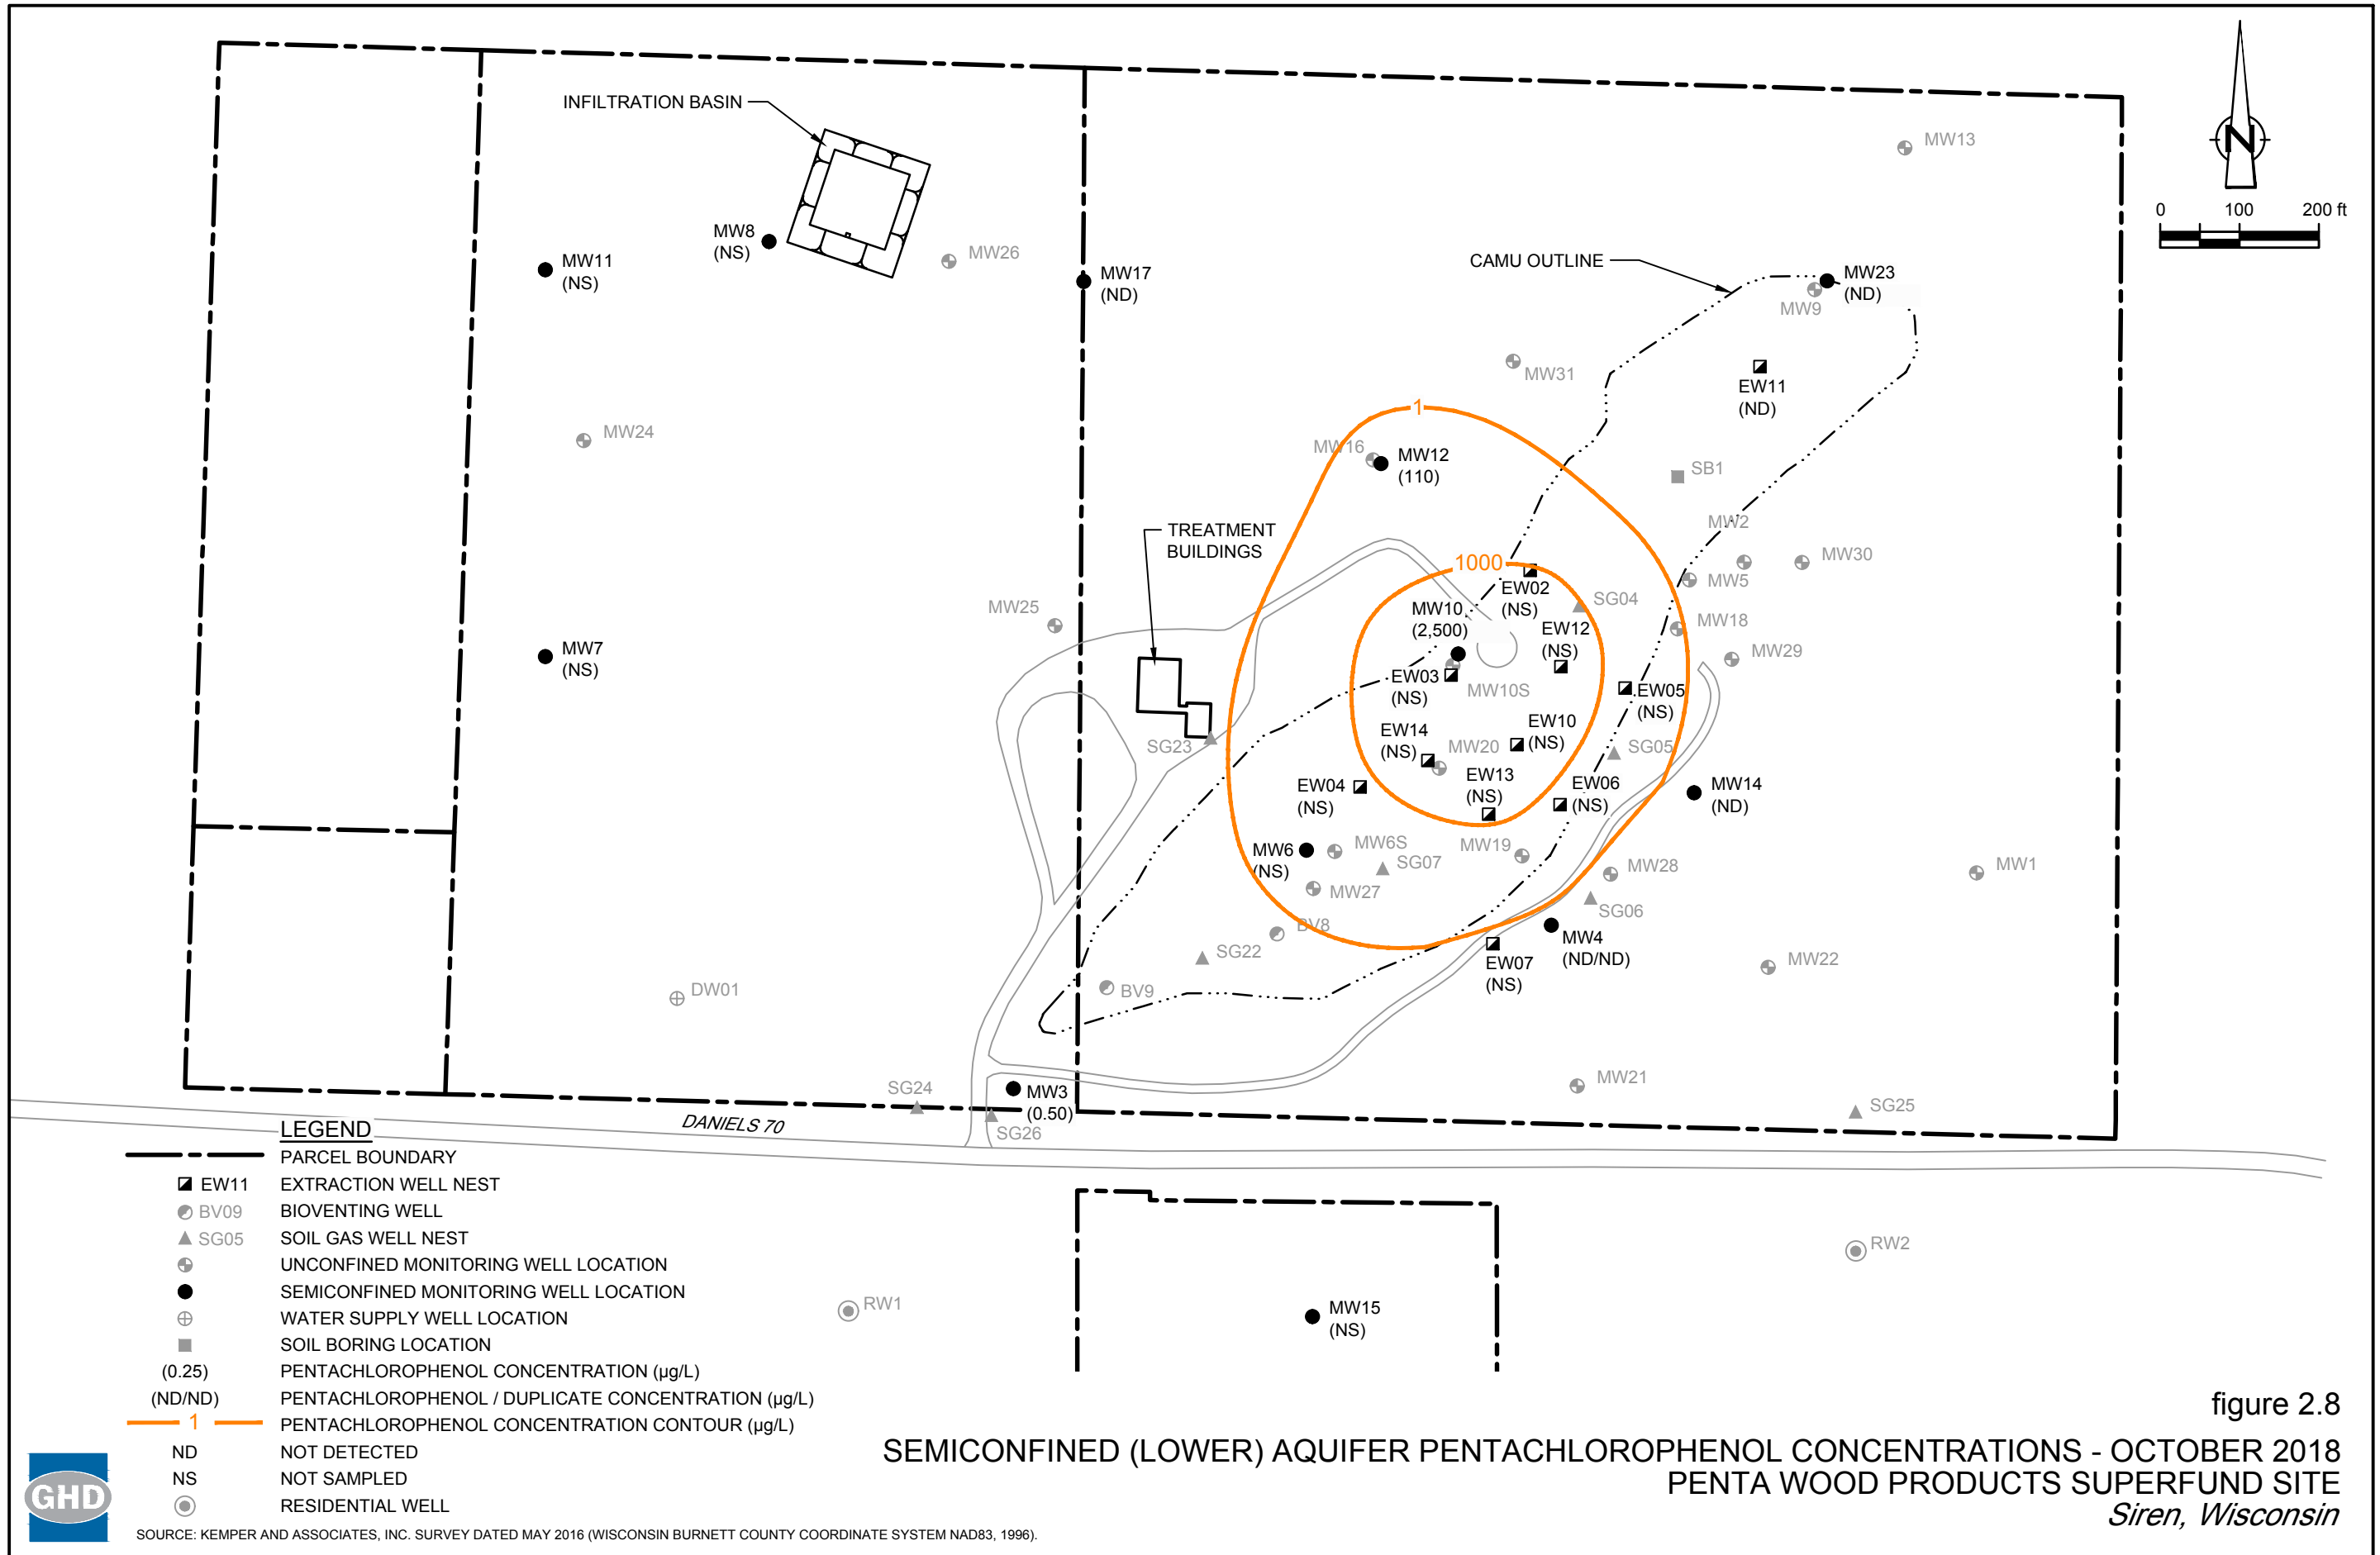 INFILTRATION BASIN
N
MW13
0 100 200 ft
MW8
(NS)
MW11
(NS)
MW26
MW17
(ND)
CAMU OUTLINE
MW23
(ND)
MW9
MW31
EW11
(ND)
1
MW24
MW16
MW12
(110)
SB1
MW2
TREATMENT
BUILDINGS
1000
MW30
MW5
EW02
(NS)
SG04
MW25
MW10
(2,500)
EW12
(NS)
MW18
MW7
(NS)
MW29
EW03
(NS)
MW10S
EW05
(NS)
EW14
(NS)
EW10
(NS)
SG23
MW20
SG05
EW04
(NS)
EW13
(NS)
EW06
(NS)
MW14
(ND)
MW6
(NS)
MW6S
MW19
SG07
MW28
MW1
MW27
SG06
BV8
MW4
(ND/ND)
SG22
EW07
(NS)
MW22
DW01
BV9
MW21
SG24
MW3
(0.50)
SG25
SG26
DANIELS 70
RW2
RW1
MW15
(NS)
LEGEND
PARCEL BOUNDARY
EW11 EXTRACTION WELL NEST
BV09 BIOVENTING WELL
SG05 SOIL GAS WELL NEST
UNCONFINED MONITORING WELL LOCATION
SEMICONFINED MONITORING WELL LOCATION
WATER SUPPLY WELL LOCATION
SOIL BORING LOCATION
(0.25) PENTACHLOROPHENOL CONCENTRATION (µg/L)
(ND/ND) PENTACHLOROPHENOL / DUPLICATE CONCENTRATION (µg/L)
1 PENTACHLOROPHENOL CONCENTRATION CONTOUR (µg/L)
ND NOT DETECTED
NS NOT SAMPLED
RESIDENTIAL WELL
GHD
SOURCE: KEMPER AND ASSOCIATES, INC. SURVEY DATED MAY 2016 (WISCONSIN BURNETT COUNTY COORDINATE SYSTEM NAD83, 1996).
figure 2.8
SEMICONFINED (LOWER) AQUIFER PENTACHLOROPHENOL CONCENTRATIONS - OCTOBER 2018
PENTA WOOD PRODUCTS SUPERFUND SITE
Siren, Wisconsin